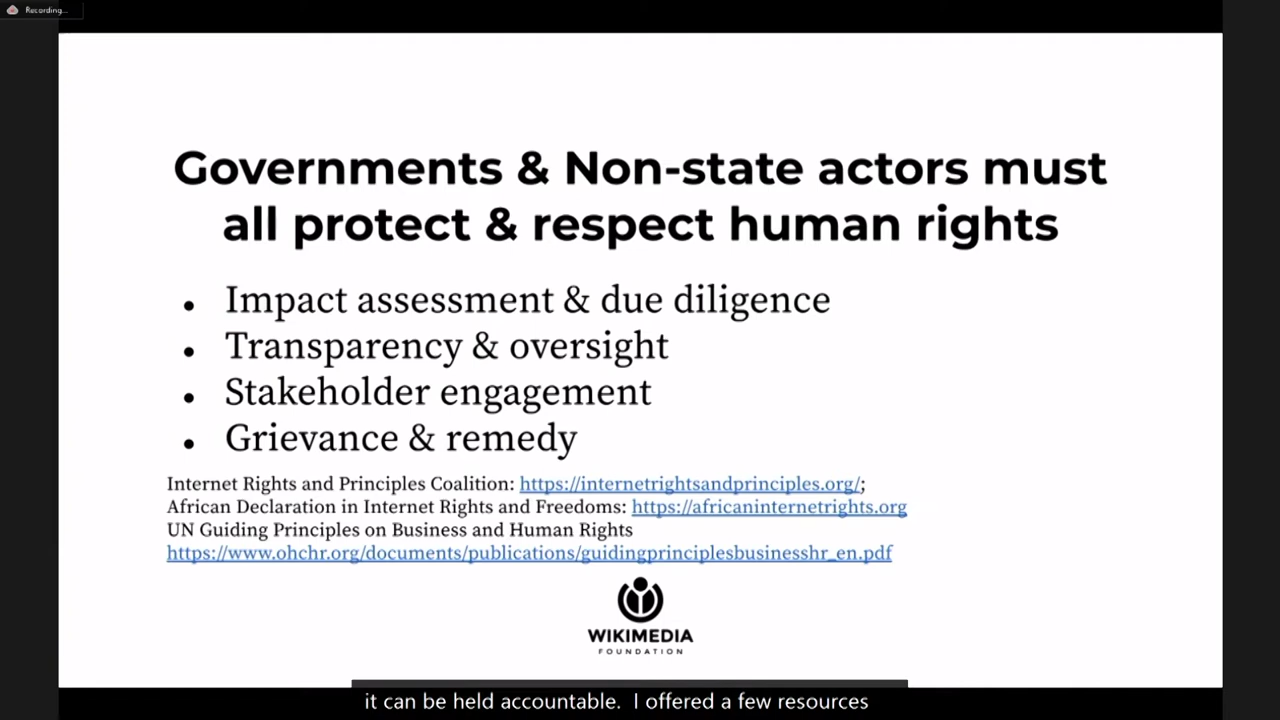 Recording...
Governments & Non-state actors must
all protect & respect human rights
• Impact assessment & due diligence
• Transparency & oversight
• Stakeholder engagement
• Grievance & remedy
Internet Rights and Principles Coalition: https://internetrightsandprinciples.org/;
African Declaration in Internet Rights and Freedoms: https://africaninternetrights.org
UN Guiding Principles on Business and Human Rights
https://www.ohchr.org/documents/publications/guidingprinciplesbusinesshr_en.pdf
WIKIMEDIA
FOUNDATION
it can be held accountable. I offered a few resources